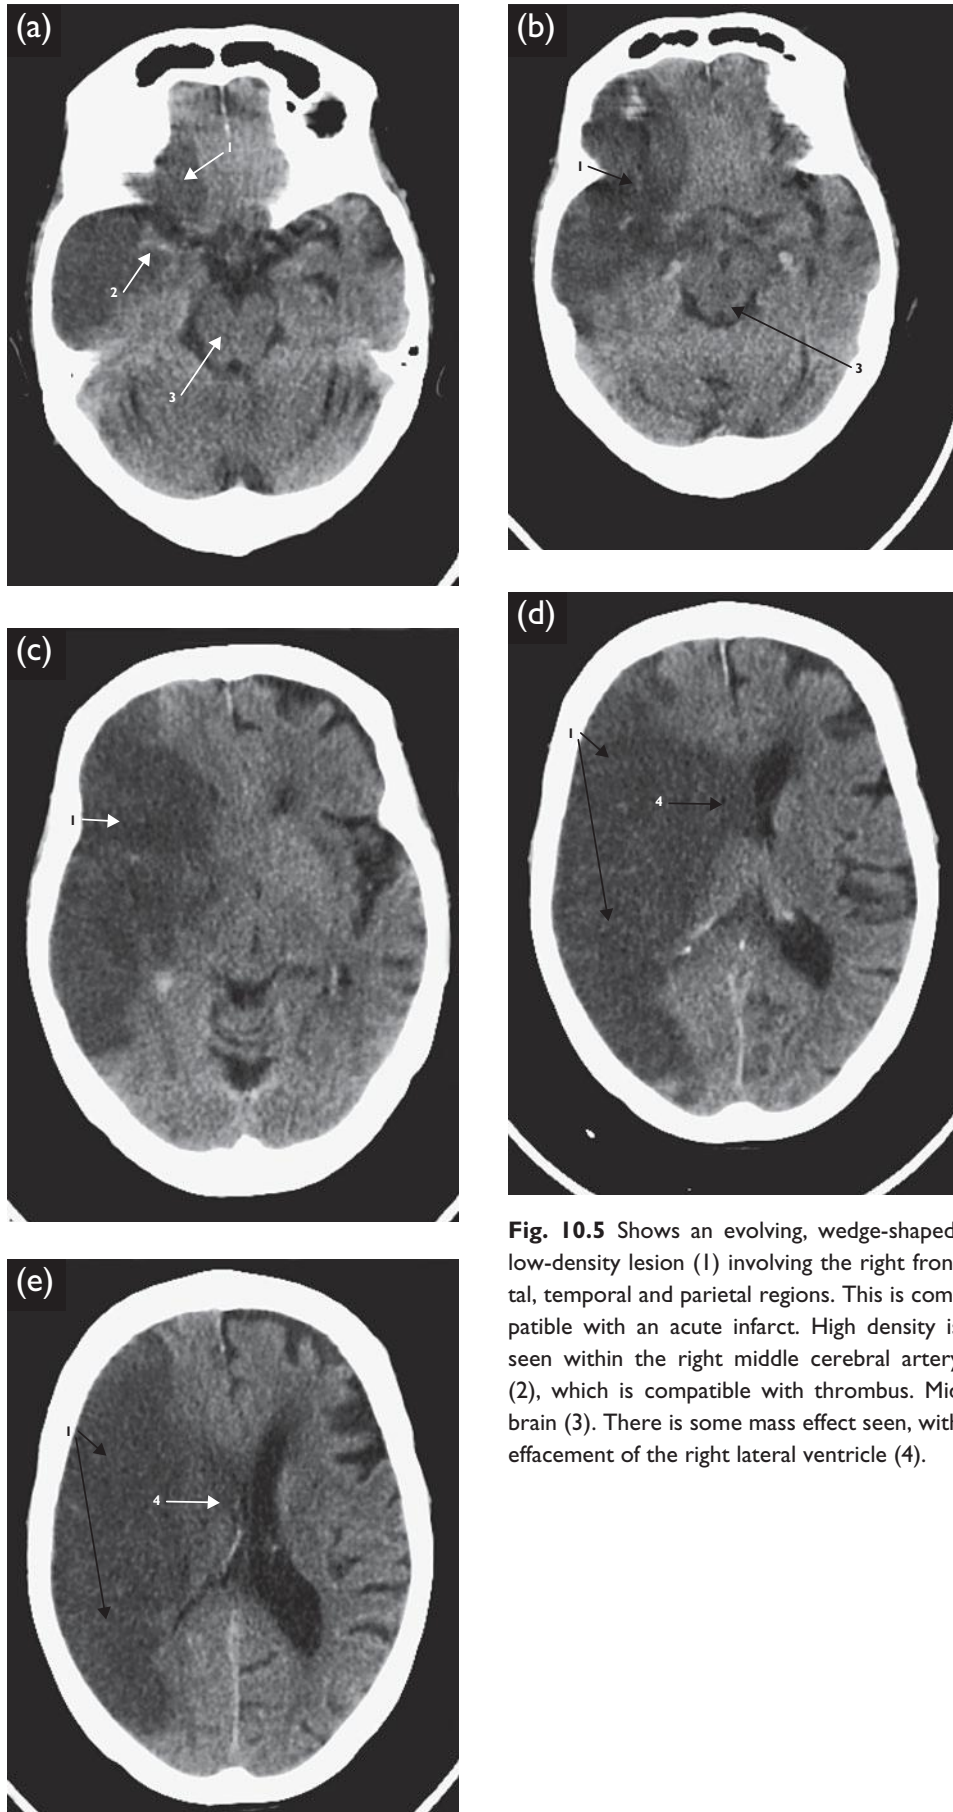 (a)
1
2
3
(b)
1
3
(c)
1
(d)
1
4
Fig. 10.5 Shows an evolving, wedge-shaped
low-density lesion (1) involving the right fron
tal, temporal and parietal regions. This is com
patible with an acute infarct. High density is
seen within the right middle cerebral artery
(2), which is compatible with thrombus. Mid
brain (3). There is some mass effect seen, with
effacement of the right lateral ventricle (4).
(e)
1
4